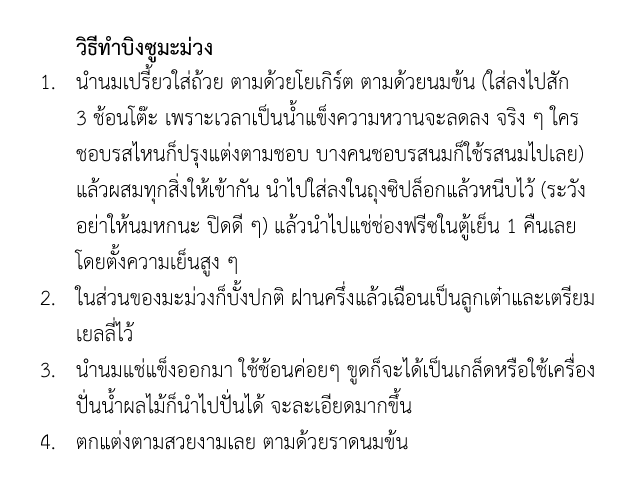 วิธีทำบิงซูมะม่วง
1. นำนมเปรี้ยวใส่ถ้วย ตามด้วยโยเกิร์ต ตามด้วยนมข้น (ใส่ลงไปสัก
3 ช้อนโต๊ะ เพราะเวลาเป็นน้ำแข็งความหวานจะลดลง จริง ๆ ใคร
ชอบรสไหนก็ปรุงแต่งตามชอบ บางคนชอบรสนมก็ใช้รสนมไปเลย)
แล้วผสมทุกสิ่งให้เข้ากัน นำไปใส่ลงในถุงซิปล็อกแล้วหนีบไว้ (ระวัง
อย่าให้นมหกนะ ปิดดี ๆ) แล้วนำไปแช่ช่องฟรีซในตู้เย็น 1 คืนเลย
โดยตั้งความเย็นสูง ๆ
2. ในส่วนของมะม่วงก็บั้งปกติ ฝานครึ่งแล้วเฉือนเป็นลูกเต๋าและเตรียม
เยลลี่ไว้
3. นำนมแช่แข็งออกมา ใช้ช้อนค่อยๆ ขูดก็จะได้เป็นเกล็ดหรือใช้เครื่อง
ปั่นน้ำผลไม้ก็นำไปปั่นได้ จะละเอียดมากขึ้น
4. ตกแต่งตามสวยงามเลย ตามด้วยราดนมข้น